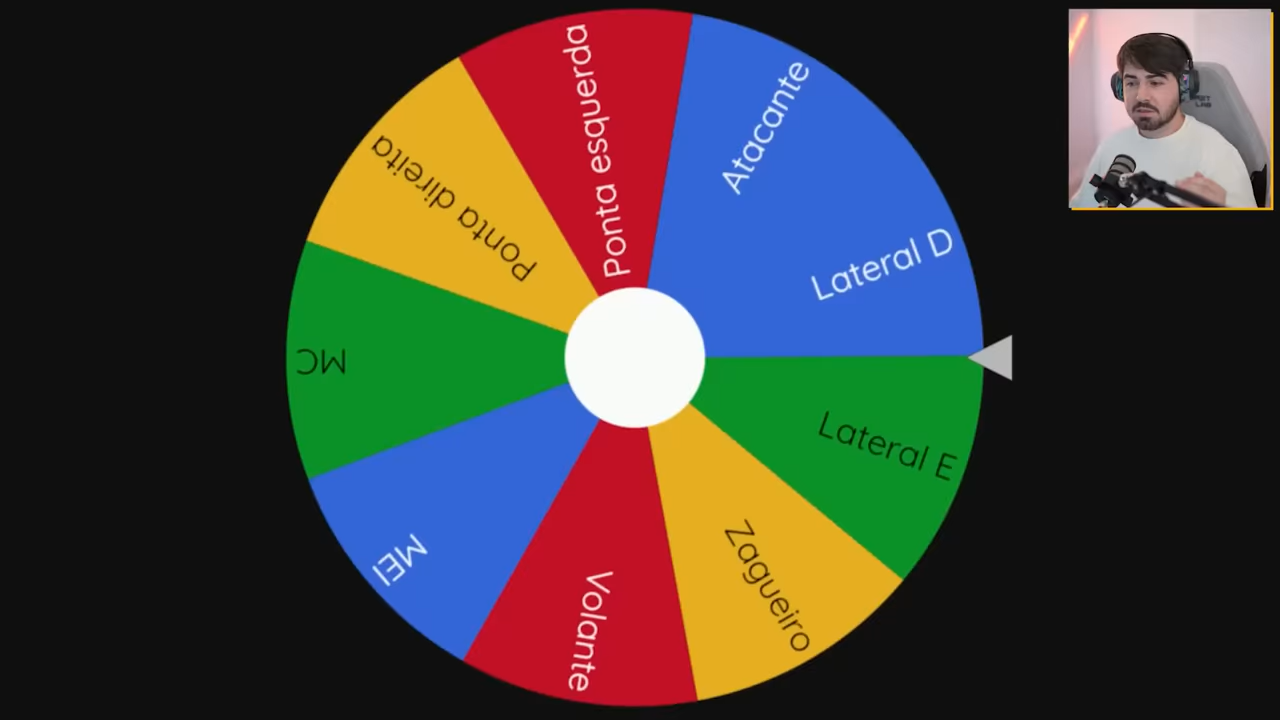 Ponta esquerda
Atacante
Lateral D
Lateral E
Zagueiro
Volante
MEI
MC
Ponta direita